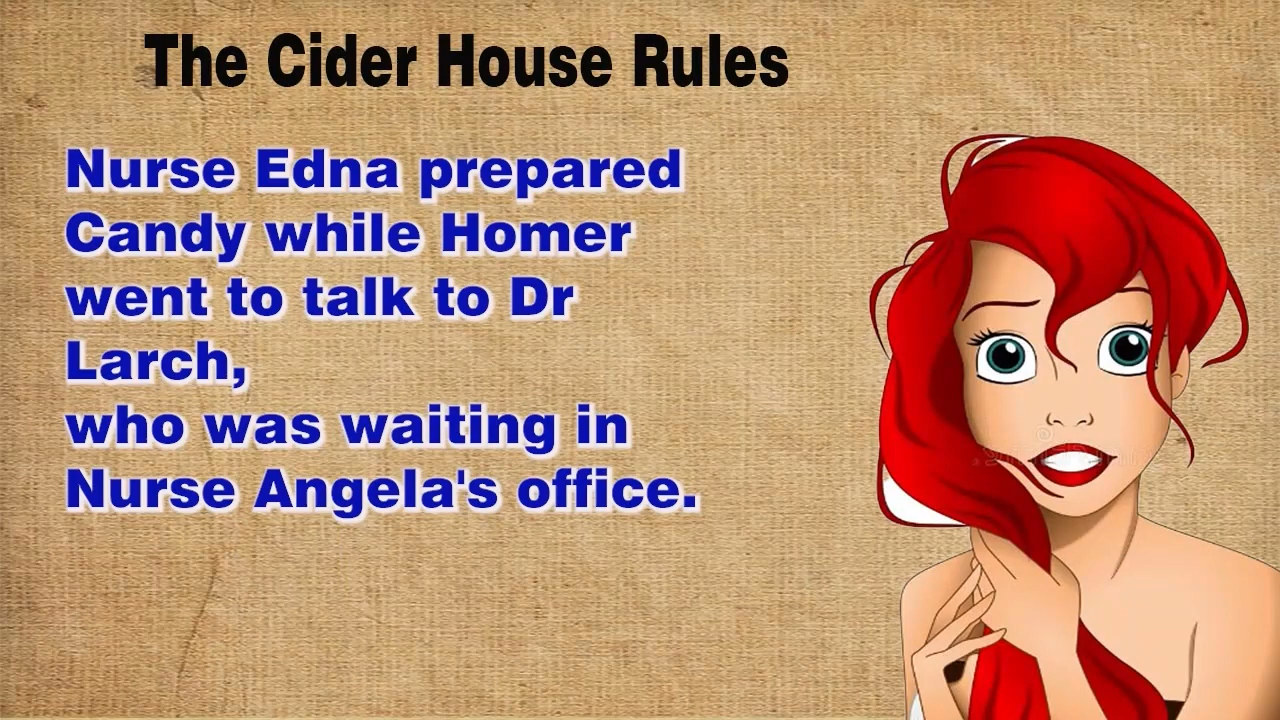 The Cider House Rules
Nurse Edna prepared
Candy while Homer
went to talk to Dr
Larch,
who was waiting in
Nurse Angela's office.